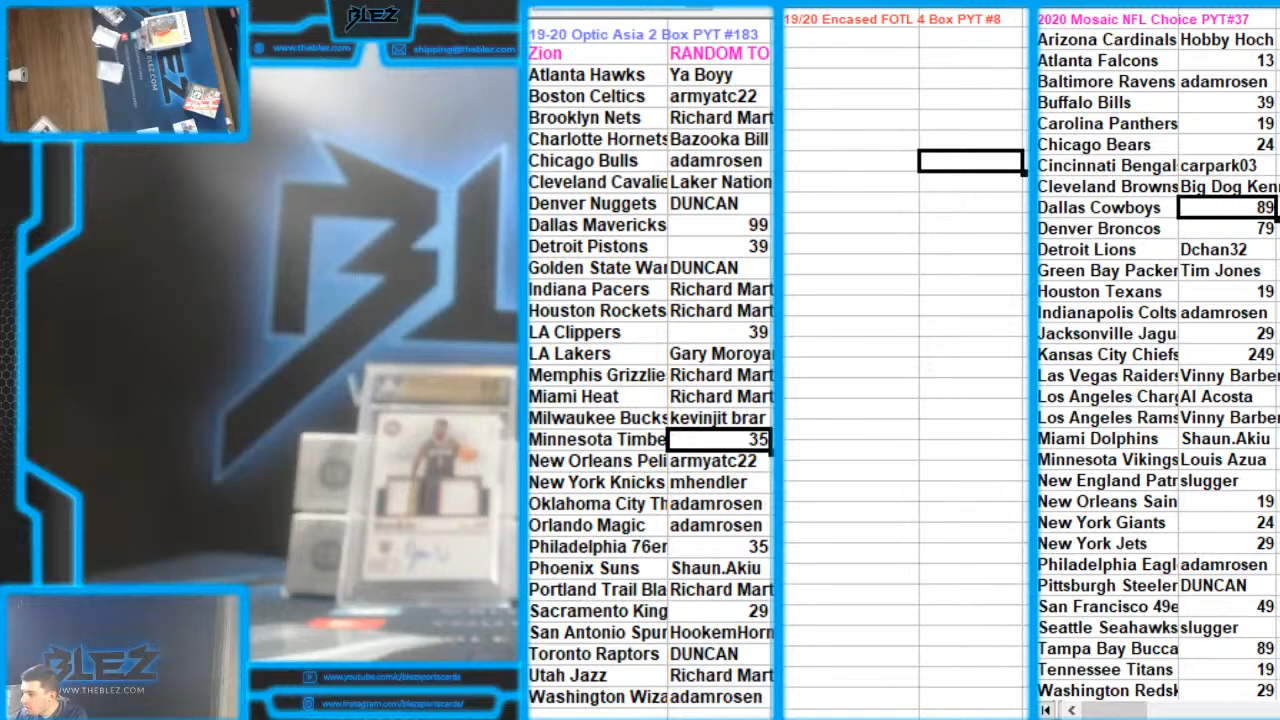 BLEZ
www.theblez.com
shipping@theblez.com
19-20 Optic Asia 2 Box PYT #183
Zion RANDOM TO
Atlanta Hawks Ya Boyy
Boston Celtics armyatc22
Brooklyn Nets Richard Mart
Charlotte Hornets Bazooka Bill
Chicago Bulls adamrosen
Cleveland Cavalie Laker Nation
Denver Nuggets DUNCAN
Dallas Mavericks 99
Detroit Pistons 39
Golden State War DUNCAN
Indiana Pacers Richard Mart
Houston Rockets Richard Mart
LA Clippers 39
LA Lakers Gary Moroya
Memphis Grizzlie Richard Mart
Miami Heat Richard Mart
Milwaukee Bucks kevinjit brar
Minnesota Timbe 35
New Orleans Peli armyatc22
New York Knicks mhendler
Oklahoma City Th adamrosen
Orlando Magic adamrosen
Philadelphia 76er 35
Phoenix Suns Shaun.Akiu
Portland Trail Bla Richard Mart
Sacramento King 29
San Antonio Spur HookemHorn
Toronto Raptors DUNCAN
Utah Jazz Richard Mart
Washington Wiza adamrosen
19/20 Encased FOTL 4 Box PYT #8
2020 Mosaic NFL Choice PYT#37
Arizona Cardinals Hobby Hoch
Atlanta Falcons 13
Baltimore Ravens adamrosen
Buffalo Bills 39
Carolina Panthers 19
Chicago Bears 24
Cincinnati Bengal carpark03
Cleveland Browns Big Dog Ken
Dallas Cowboys 89
Denver Broncos 79
Detroit Lions Dchan32
Green Bay Packer Tim Jones
Houston Texans 19
Indianapolis Colts adamrosen
Jacksonville Jagu 29
Kansas City Chiefs 249
Las Vegas Raiders Vinny Barber
Los Angeles Charg Al Acosta
Los Angeles Rams Vinny Barber
Miami Dolphins Shaun.Akiu
Minnesota Vikings Louis Azua
New England Patr slugger
New Orleans Sain 19
New York Giants 24
New York Jets 29
Philadelphia Eagl adamrosen
Pittsburgh Steeler DUNCAN
San Francisco 49e 49
Seattle Seahawks slugger
Tampa Bay Bucca 89
Tennessee Titans 19
Washington Redsk 29
BLEZ
WWW.THEBLEZ.COM
www.youtube.com/c/blezsportscards
www.instagram.com/blezsportscards/